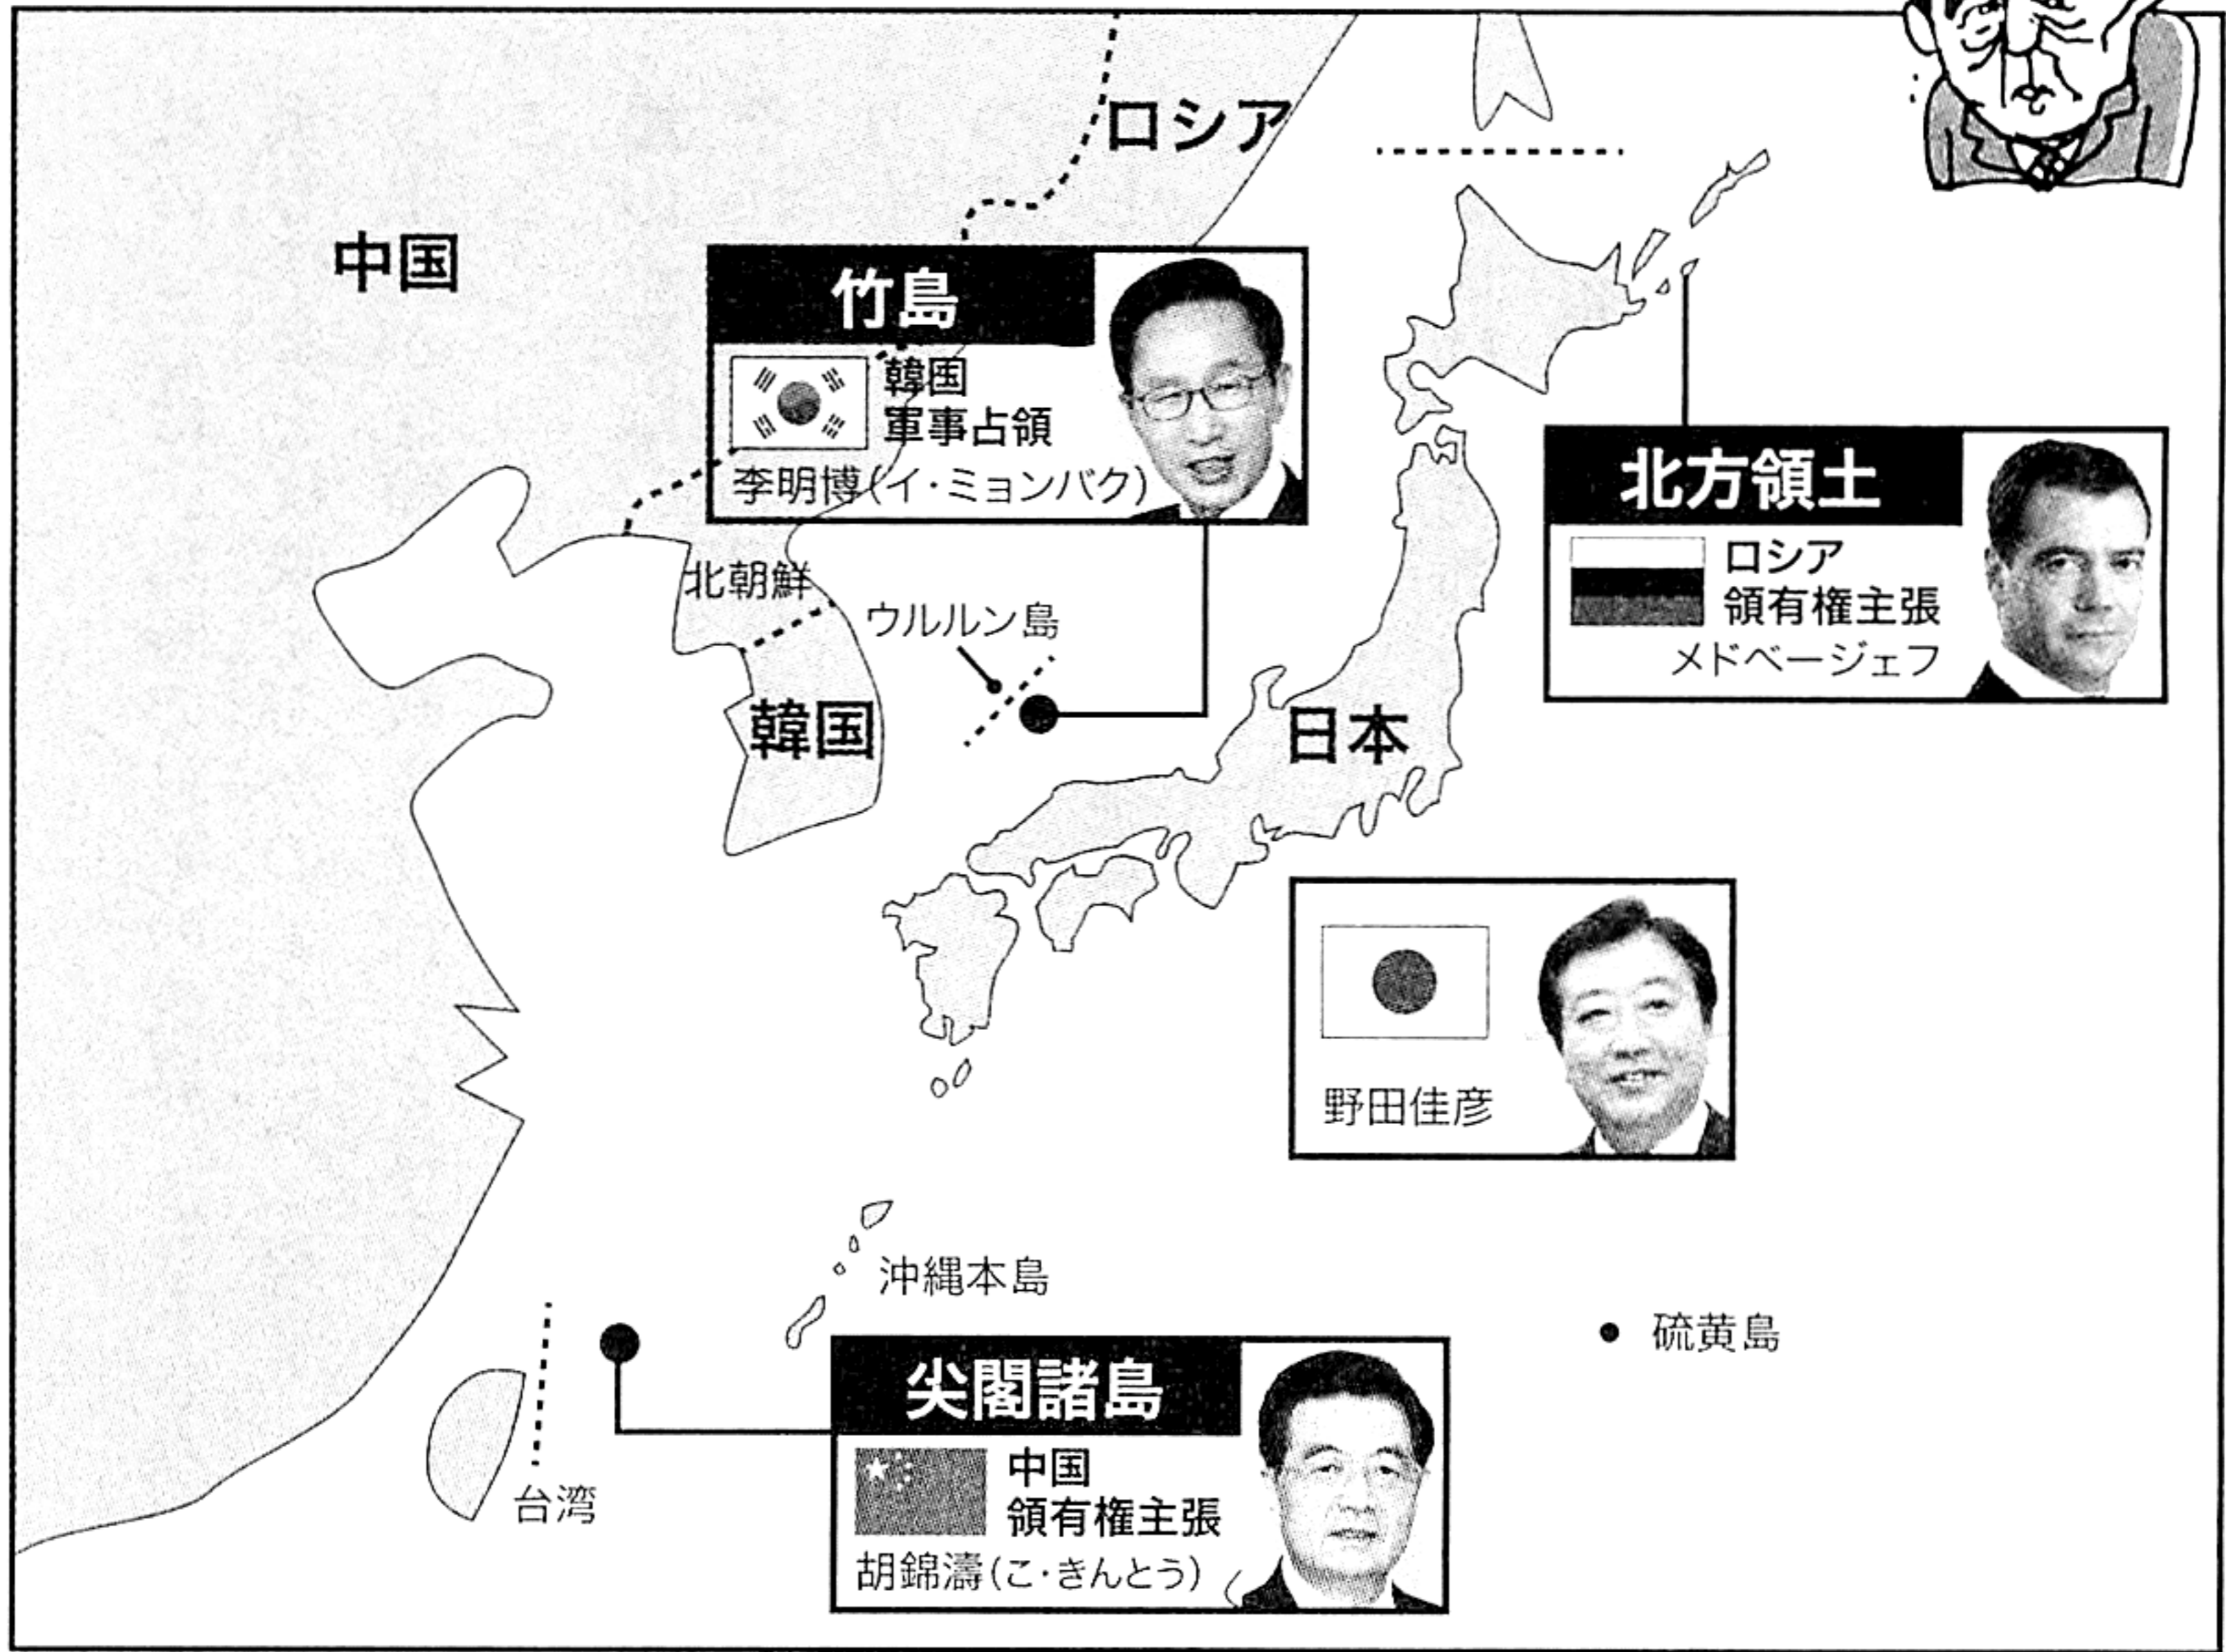 ロシア
中国
竹島
韓国
軍事占領
李明博(イ・ミョンバク)
北方領土
ロシア
領有権主張
メドベージェフ
北朝鮮
ウルルン島
韓国
日本
野田佳彦
沖縄本島
硫黄島
尖閣諸島
中国
領有権主張
胡錦濤(こ・きんとう)
台湾